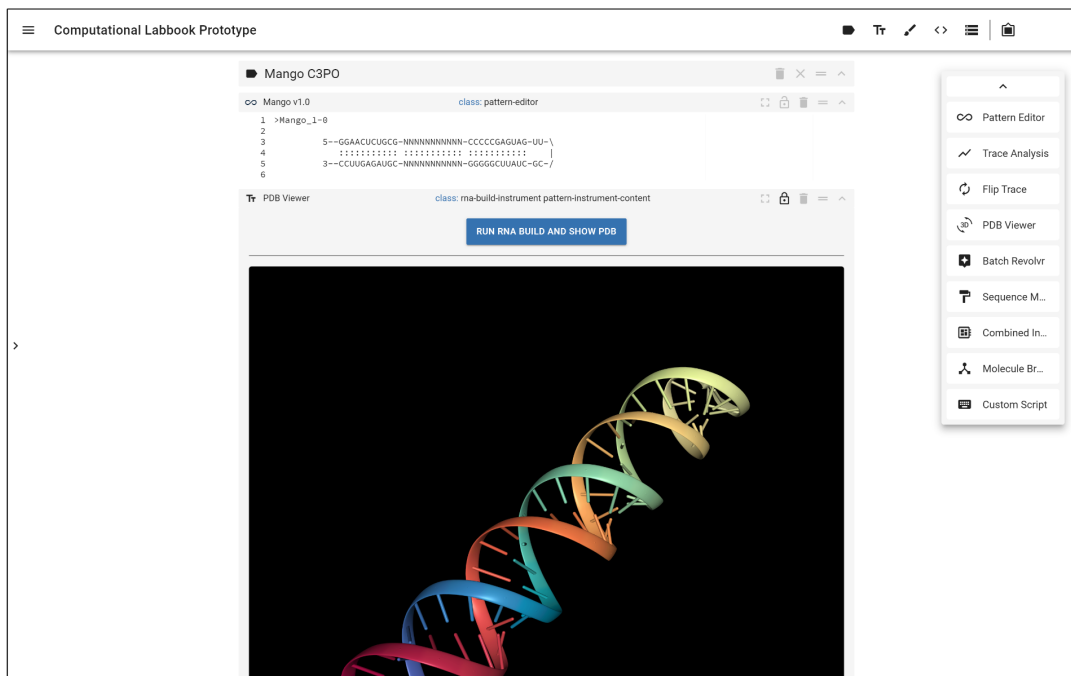 Computational Labbook Prototype
Mango C3PO
Mango v1.0 class: pattern-editor
1 >Mango_1-0
2
3 5--GGAACUCUGCG-NNNNNNNNNNN-CCCCCGAGUAG-UU-\
4 ::::::::::: ::::::::::: ::::::::::: |
5 3--CCUUGAGAUGC-NNNNNNNNNNN-GGGGGCUUAUC-GC-/
6
PDB Viewer class: rna-build-instrument pattern-instrument-content
RUN RNA BUILD AND SHOW PDB
Pattern Editor
Trace Analysis
Flip Trace
3D PDB Viewer
Batch Revolvr
Sequence M...
Combined In...
Molecule Br...
Custom Script